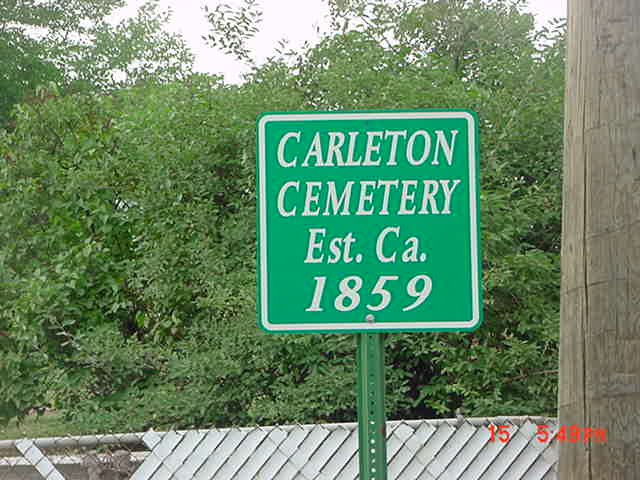 CARLETON
CEMETERY
Est. Ca.
1859
15 5:49PM